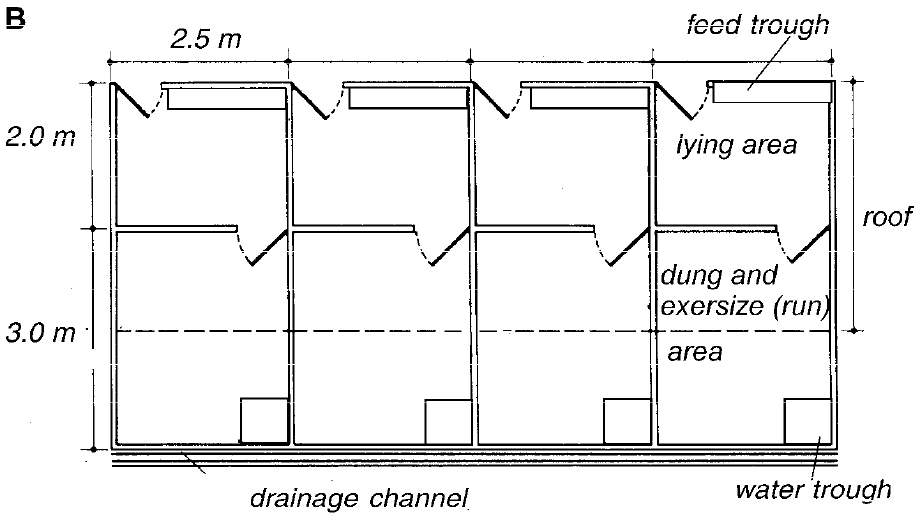 B
2.5 m
feed trough
2.0 m
lying area
roof
dung and
exersize (run)
3.0 m
area
drainage channel
water trough